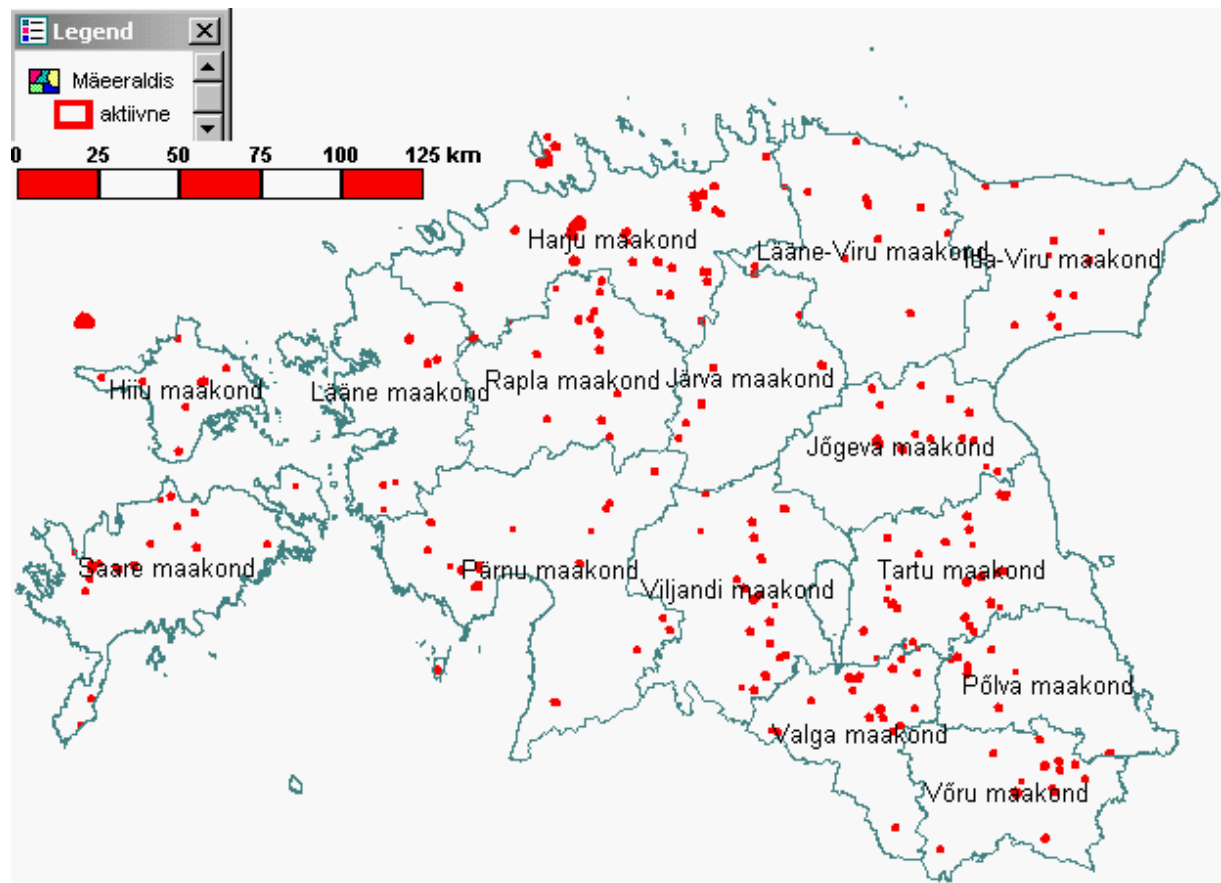 Legend
Mäeeraldis
aktiivne
0 25 50 75 100 125 km
Harju maakond
Lääne-Viru maakond
Ida-Viru maakond
Hiiu maakond
Lääne maakond
Rapla maakond
Järva maakond
Jõgeva maakond
Saare maakond
Pärnu maakond
Viljandi maakond
Tartu maakond
Põlva maakond
Valga maakond
Võru maakond